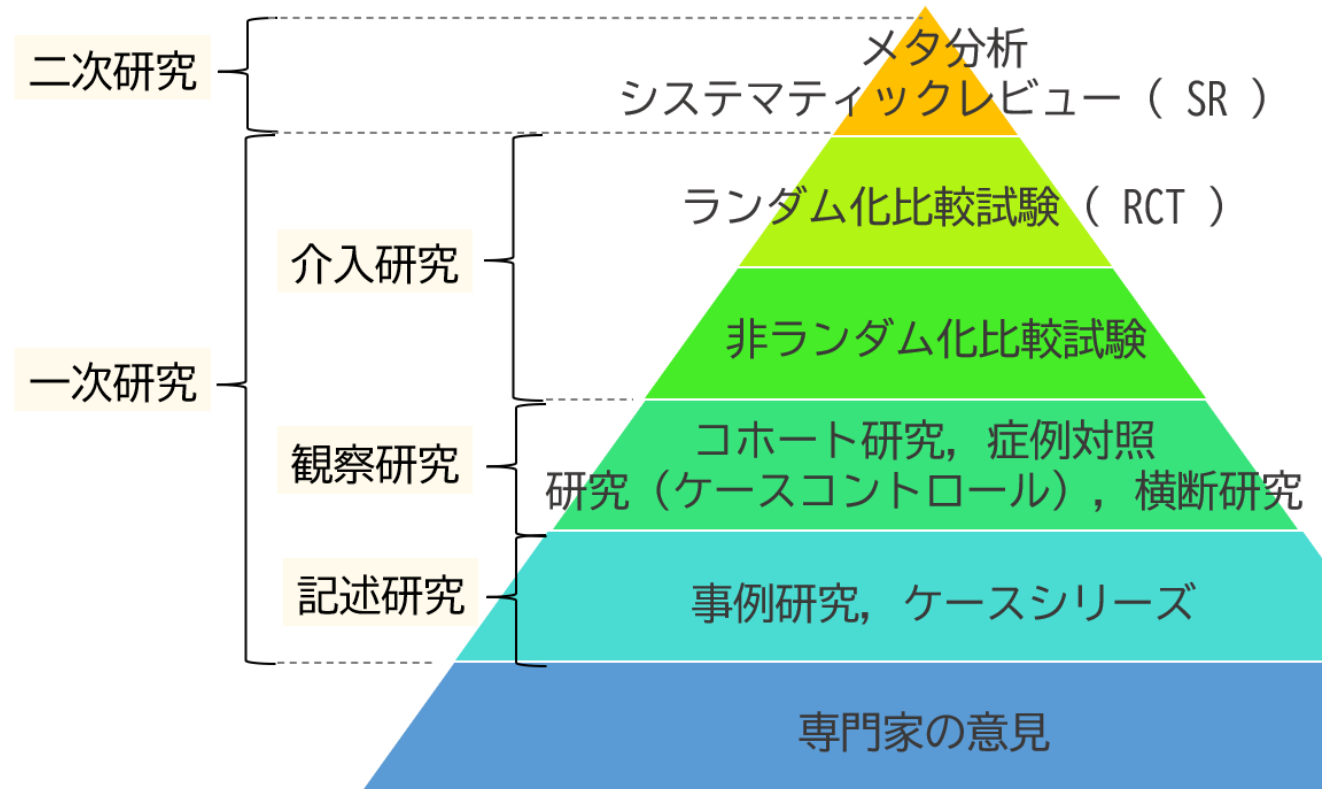 二次研究
メタ分析
システマティックレビュー（ SR ）
一次研究
介入研究
ランダム化比較試験（ RCT ）
非ランダム化比較試験
観察研究
コホート研究，症例対照
研究（ケースコントロール），横断研究
記述研究
事例研究，ケースシリーズ
専門家の意見